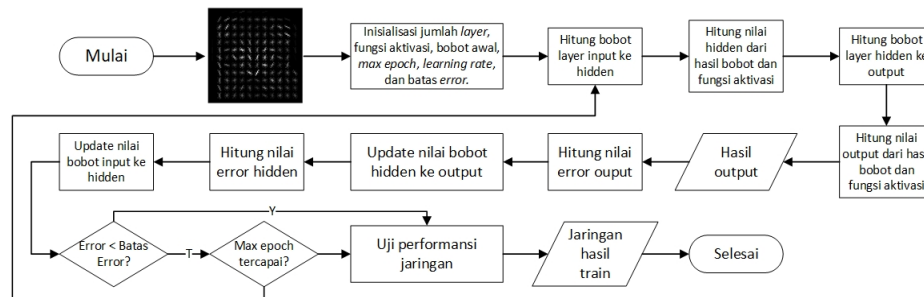 Mulai
Inisialisasi jumlah layer,
fungsi aktivasi, bobot awal,
max epoch, learning rate,
dan batas error.
Hitung bobot
layer input ke
hidden
Hitung nilai
hidden dari
hasil bobot dan
fungsi aktivasi
Hitung bobot
layer hidden ke
output
Hitung nilai
output dari hasil
bobot dan
fungsi aktivasi
Hasil
output
Hitung nilai
error ouput
Update nilai bobot
hidden ke output
Hitung nilai
error hidden
Update nilai
bobot input ke
hidden
Error < Batas
Error?
Y
T
Max epoch
tercapai?
Uji performansi
jaringan
Jaringan
hasil
train
Selesai